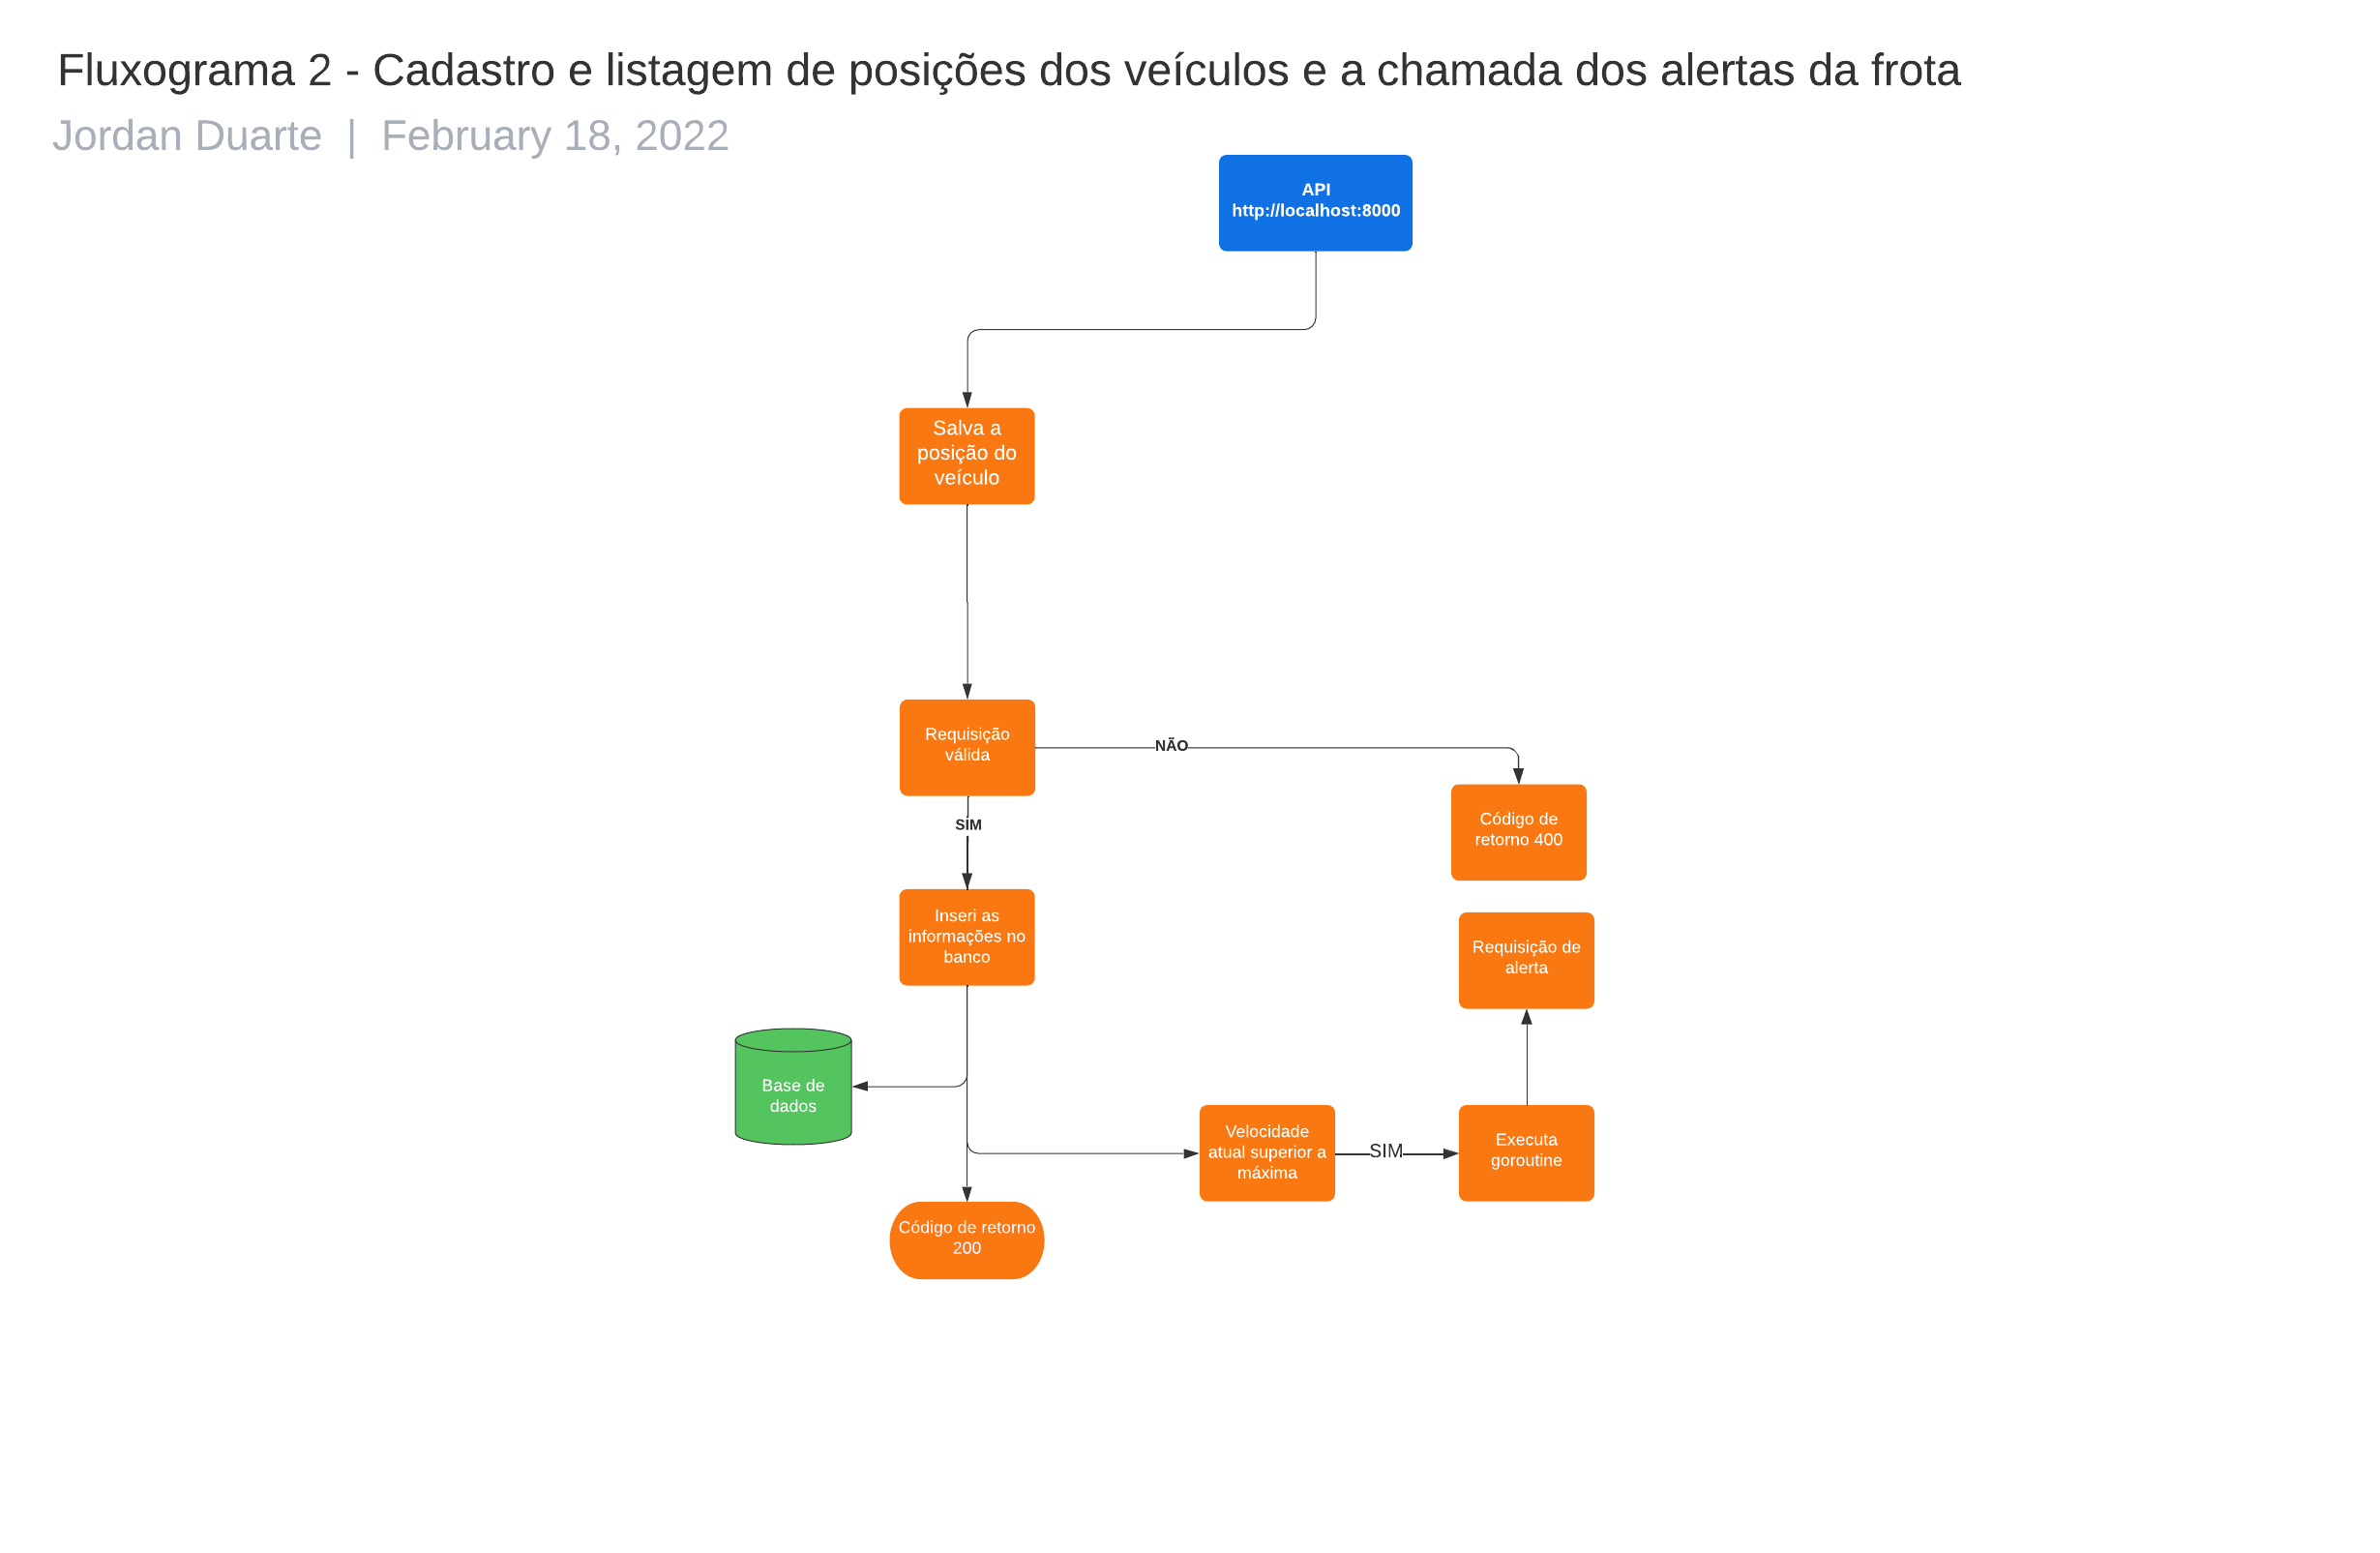 Fluxograma 2 - Cadastro e listagem de posições dos veículos e a chamada dos alertas da frota
Jordan Duarte | February 18, 2022
API
http://localhost:8000
Salva a
posição do
veículo
Requisição
válida
NÃO
SIM
Código de
retorno 400
Inseri as
informações no
banco
Requisição de
alerta
Base de
dados
Velocidade
atual superior a
máxima
SIM
Executa
goroutine
Código de retorno
200